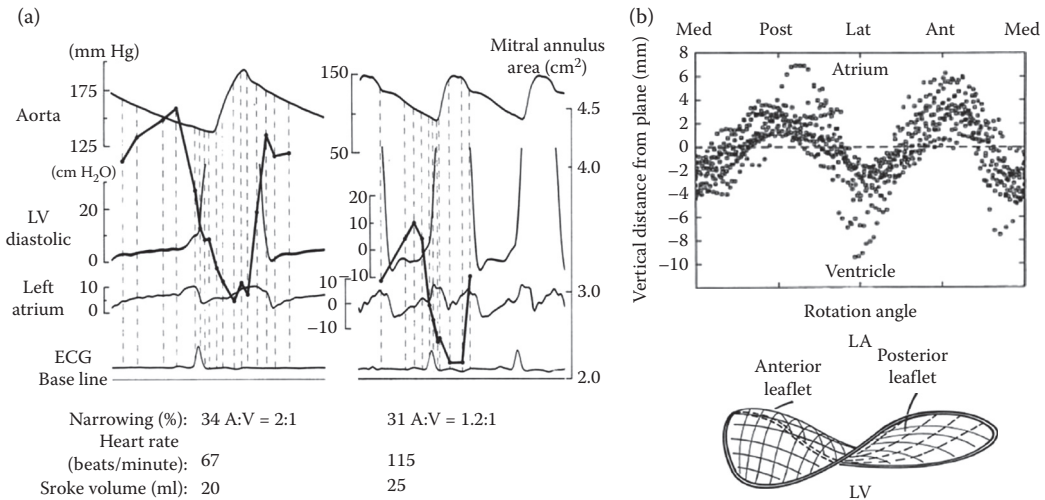 (a)
(mm Hg)
175
Aorta
125
(cm H₂O)
20
LV
diastolic
0
Left
atrium
10
0
ECG
Base line
150
100
50
20
10
0
−10
10
0
−10
Mitral annulus
area (cm²)
4.5
4.0
3.0
2.0
Narrowing (%): 34 A:V = 2:1 31 A:V = 1.2:1
Heart rate
(beats/minute): 67 115
Sroke volume (ml): 20 25
(b)
Med Post Lat Ant Med
Vertical distance from plane (mm)
8
6
4
2
0
−2
−4
−6
−8
−10
Atrium
Ventricle
Rotation angle
LA
Anterior
leaflet
Posterior
leaflet
LV